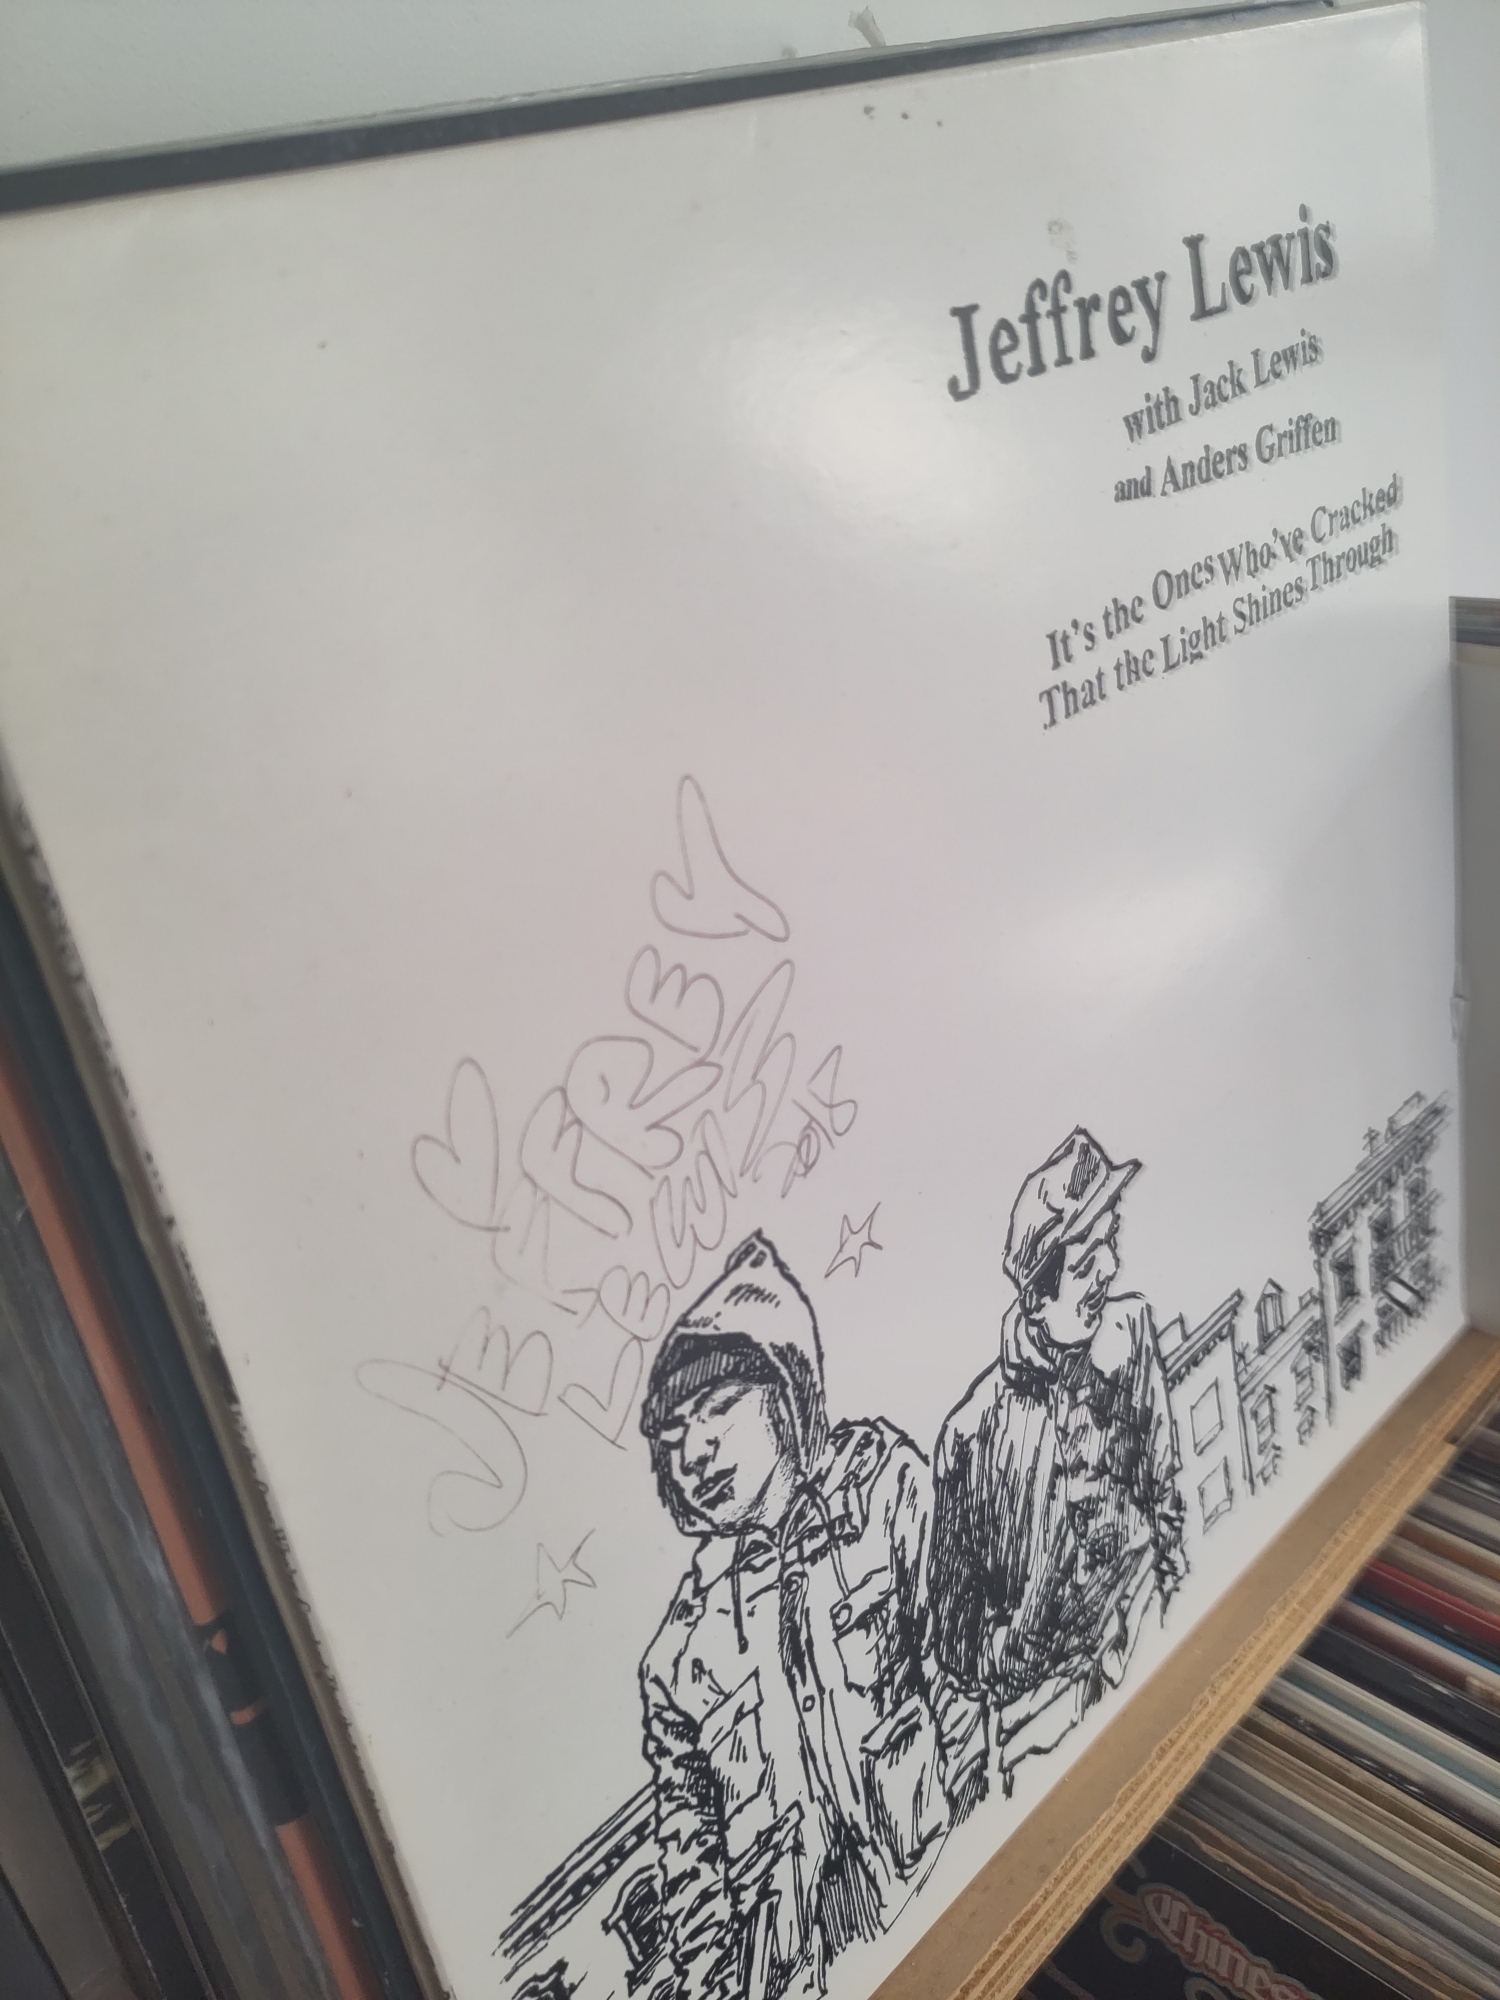 Jeffrey Lewis
with Jack Lewis
and Anders Griffen
It's the Ones Who've Cracked
That the Light Shines Through
JEFFREY
LEWIS
Chines